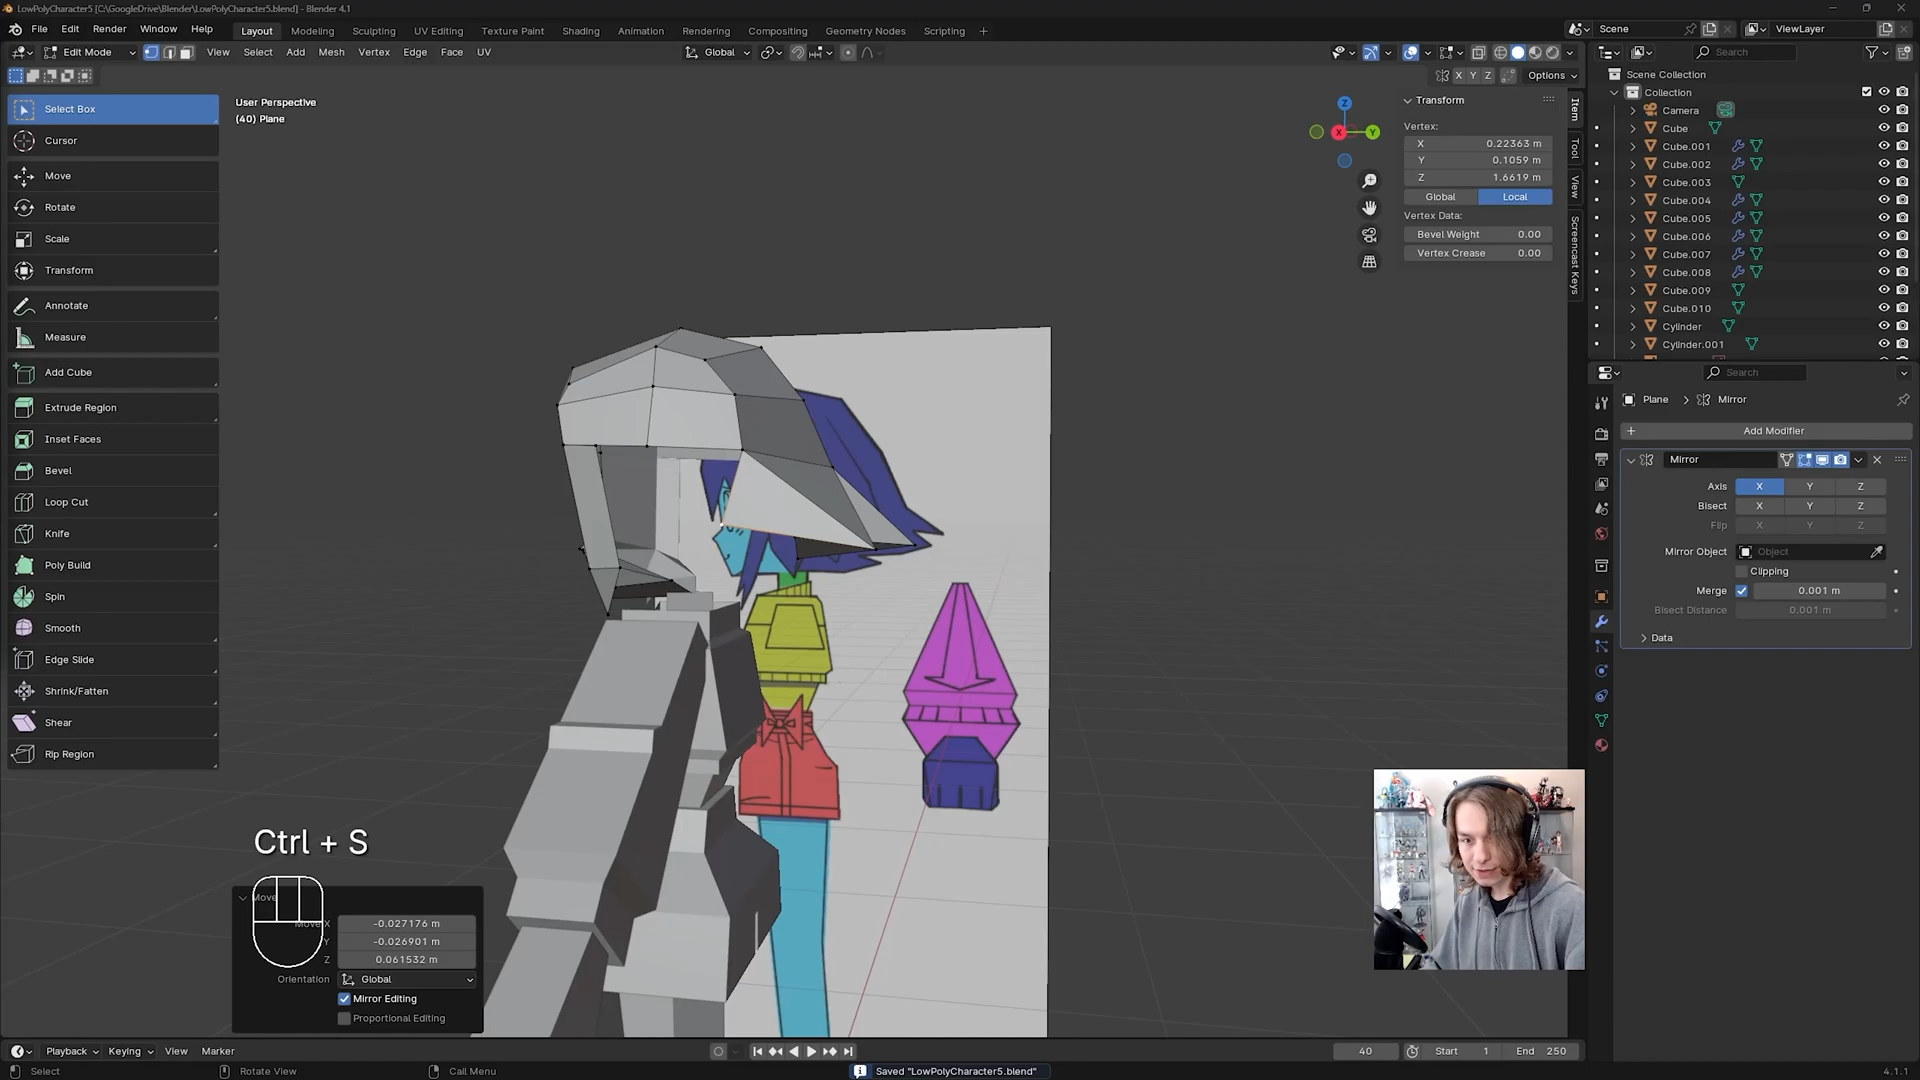 LowPolyCharacter5 [C:\GoogleDrive\Blender\LowPolyCharacter5.blend] - Blender 4.1
File Edit Render Window Help
Layout Modeling Sculpting UV Editing Texture Paint Shading Animation Rendering Compositing Geometry Nodes Scripting
Scene
ViewLayer
Edit Mode
View Select Add Mesh Vertex Edge Face UV
Global
Search
X Y Z Options
User Perspective
(40) Plane
Select Box
Cursor
Move
Rotate
Scale
Transform
Annotate
Measure
Add Cube
Extrude Region
Inset Faces
Bevel
Loop Cut
Knife
Poly Build
Spin
Smooth
Edge Slide
Shrink/Fatten
Shear
Rip Region
Z
X
Y
Transform
Vertex:
X 0.22363 m
Y 0.1059 m
Z 1.6619 m
Global Local
Vertex Data:
Bevel Weight 0.00
Vertex Crease 0.00
Item
Tool
View
Screencast Keys
Scene Collection
Collection
Camera
Cube
Cube.001
Cube.002
Cube.003
Cube.004
Cube.005
Cube.006
Cube.007
Cube.008
Cube.009
Cube.010
Cylinder
Cylinder.001
Search
Plane > Mirror
Add Modifier
Mirror
Axis X Y Z
Bisect X Y Z
Flip X Y Z
Mirror Object Object
Clipping
Merge 0.001 m
Bisect Distance 0.001 m
Data
Ctrl + S
Move
Move X -0.027176 m
Y -0.026901 m
Z 0.061532 m
Orientation Global
Mirror Editing
Proportional Editing
Playback Keying View Marker
40
Start 1
End 250
Select
Rotate View
Call Menu
Saved "LowPolyCharacter5.blend"
4.1.1